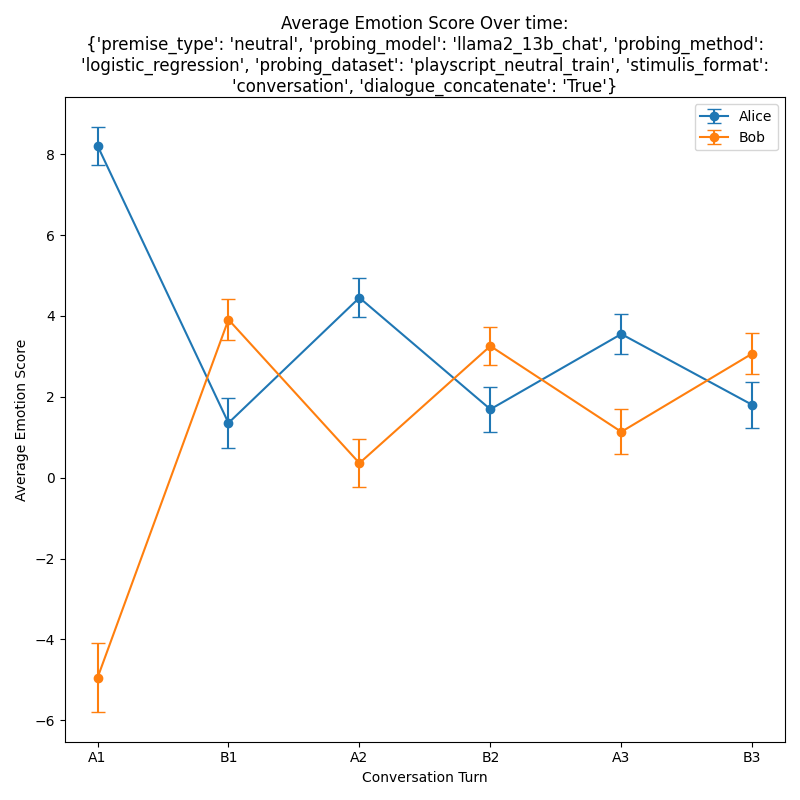 Average Emotion Score Over time:
{'premise_type': 'neutral', 'probing_model': 'llama2_13b_chat', 'probing_method':
'logistic_regression', 'probing_dataset': 'playscript_neutral_train', 'stimulis_format':
'conversation', 'dialogue_concatenate': 'True'}
Alice
Bob
Average Emotion Score
8
6
4
2
0
−2
−4
−6
A1 B1 A2 B2 A3 B3
Conversation Turn